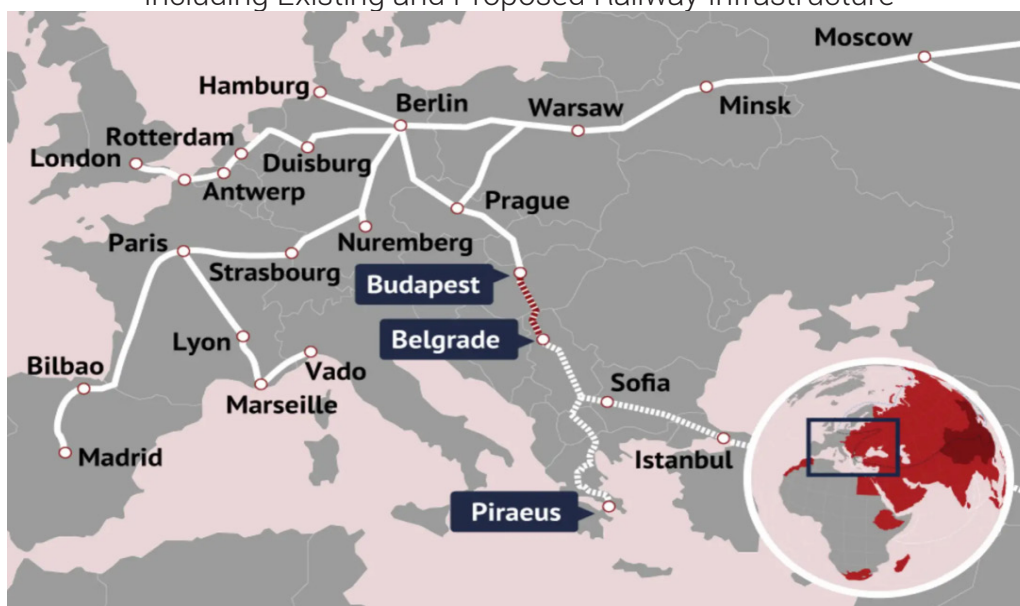 Including Existing and Proposed Railway Infrastructure
Moscow
Hamburg
Berlin
Warsaw
Minsk
Rotterdam
London
Duisburg
Antwerp
Prague
Paris
Nuremberg
Strasbourg
Budapest
Belgrade
Lyon
Vado
Bilbao
Marseille
Sofia
Madrid
Istanbul
Piraeus